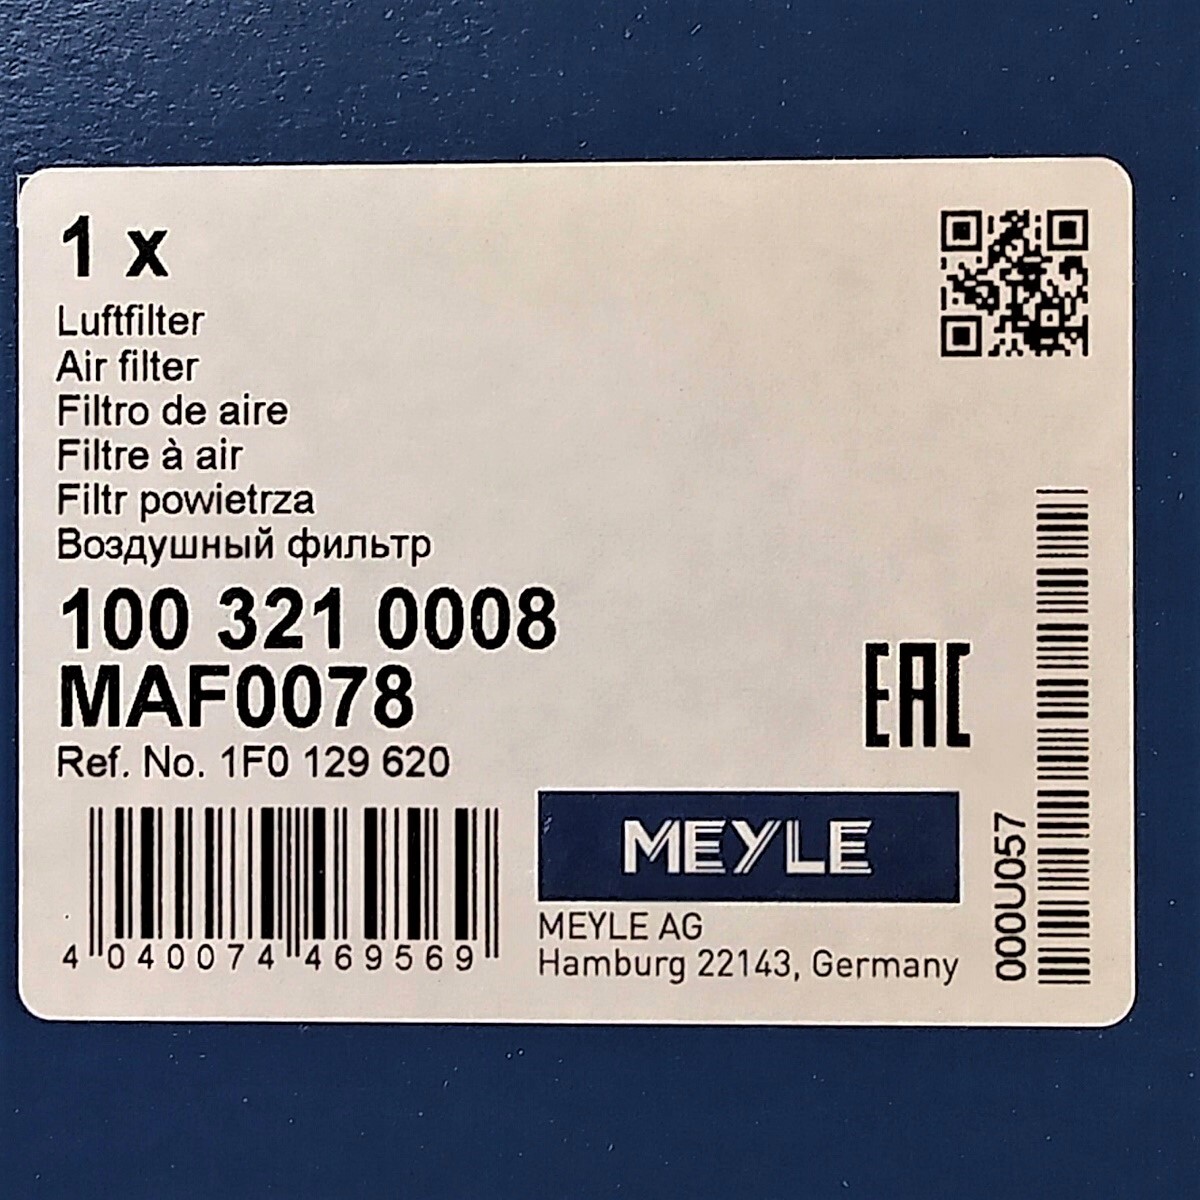 1 x
Luftfilter
Air filter
Filtro de aire
Filtre à air
Filtr powietrza
Воздушный фильтр
100 321 0008
MAF0078
Ref. No. 1F0 129 620
EAC
4 040074 469569
MEYLE
MEYLE AG
Hamburg 22143, Germany
000U057